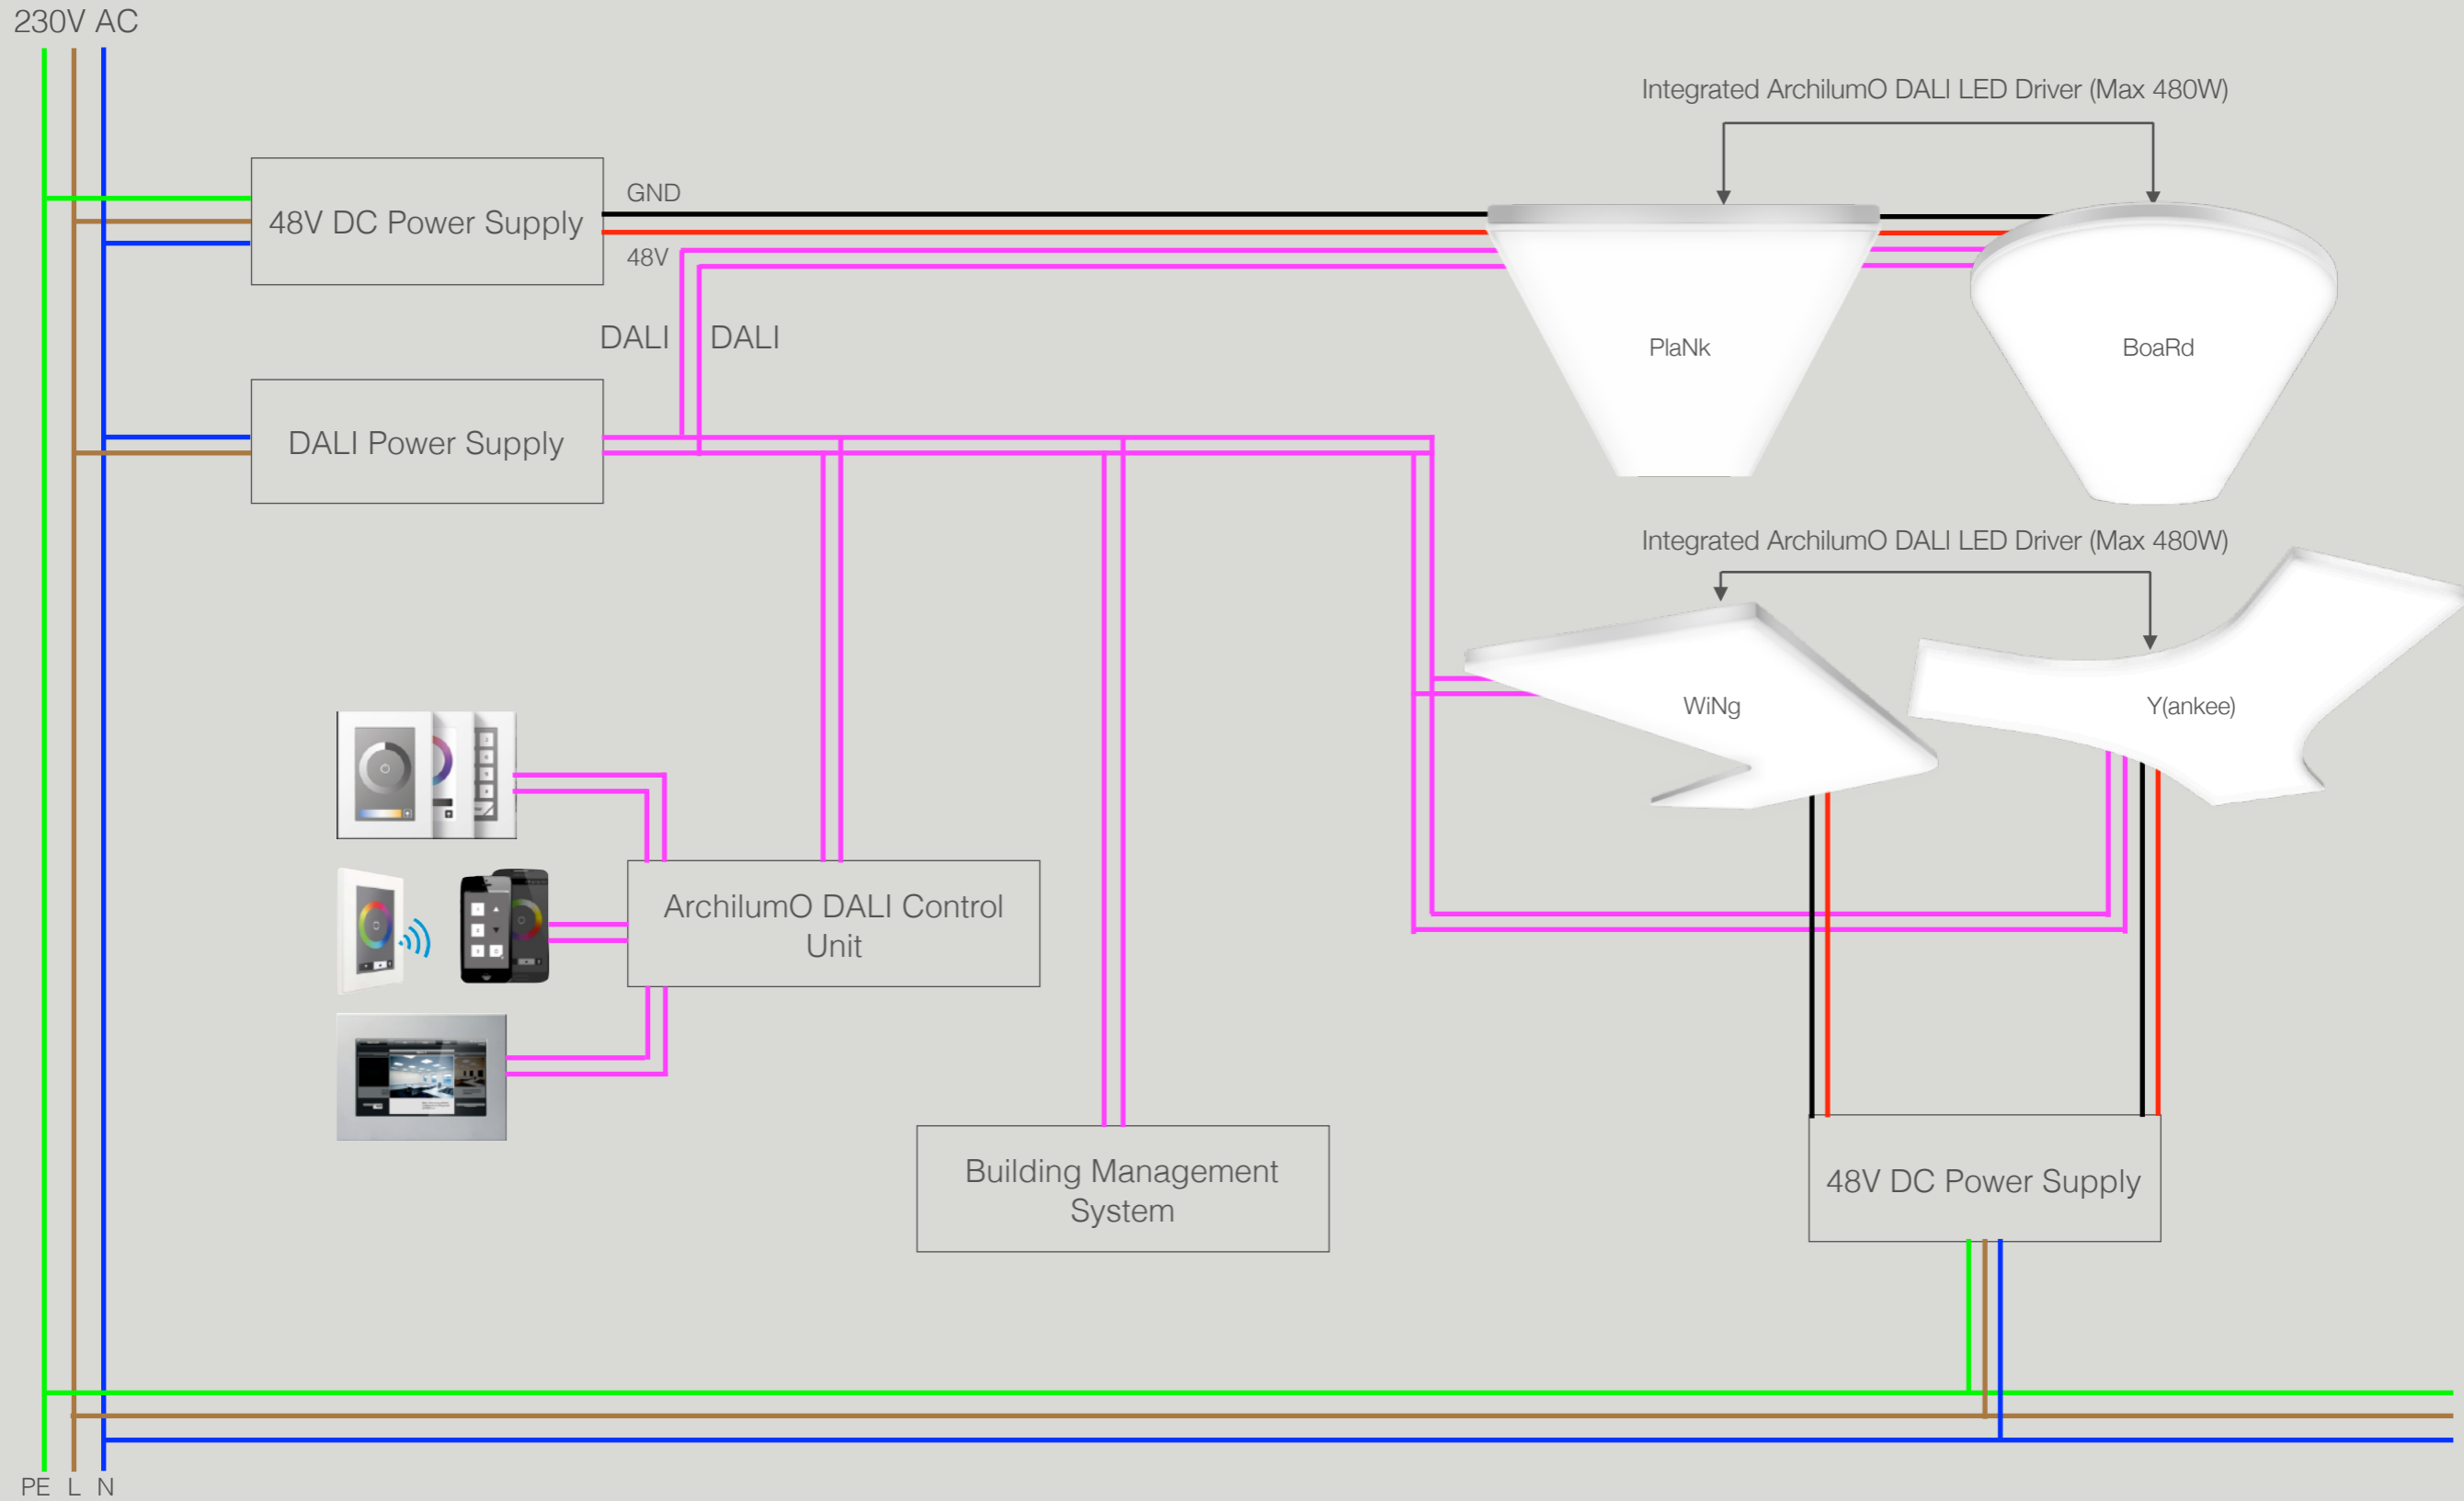 230V AC
Integrated ArchilumO DALI LED Driver (Max 480W)
GND
48V DC Power Supply
48V
DALI
DALI
PlaNk
BoaRd
DALI Power Supply
Integrated ArchilumO DALI LED Driver (Max 480W)
WiNg
Y(ankee)
ArchilumO DALI Control
Unit
Building Management
System
48V DC Power Supply
PE L N